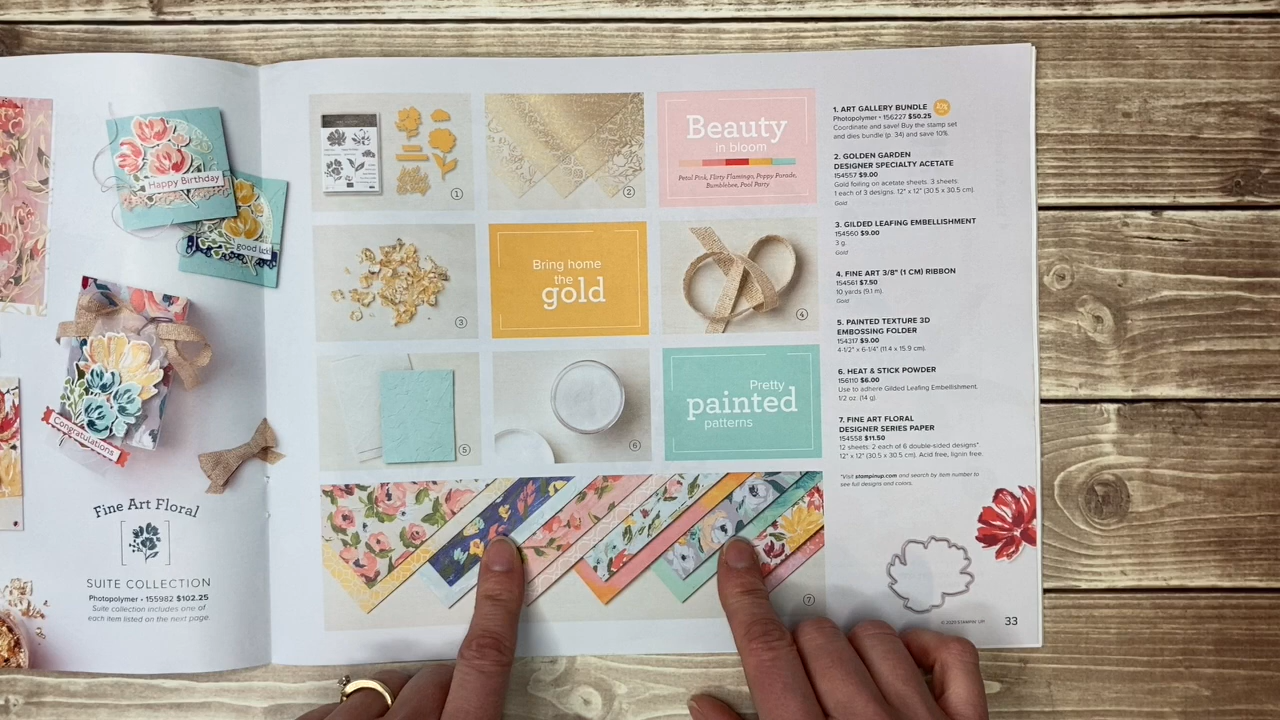 Happy Birthday
good luck!
Congratulations
Fine Art Floral
SUITE COLLECTION
Photopolymer • 155982 $102.25
Suite collection includes one of
each item listed on the next page.
1
2
Beauty
in bloom
Petal Pink, Flirty Flamingo, Poppy Parade,
Bumblebee, Pool Party
3
Bring home
the
gold
4
5
6
Pretty
painted
patterns
7
1. ART GALLERY BUNDLE
Photopolymer • 156227 $50.25
Coordinate and save! Buy the stamp set
and dies bundle (p. 34) and save 10%.
2. GOLDEN GARDEN
DESIGNER SPECIALTY ACETATE
154557 $9.00
Gold foiling on acetate sheets. 3 sheets:
1 each of 3 designs. 12" x 12" (30.5 x 30.5 cm).
Gold
3. GILDED LEAFING EMBELLISHMENT
154560 $9.00
3 g.
Gold
4. FINE ART 3/8" (1 CM) RIBBON
154561 $7.50
10 yards (9.1 m).
Gold
5. PAINTED TEXTURE 3D
EMBOSSING FOLDER
154317 $9.00
4-1/2" x 6-1/4" (11.4 x 15.9 cm).
6. HEAT & STICK POWDER
156110 $6.00
Use to adhere Gilded Leafing Embellishment.
1/2 oz. (14 g).
7. FINE ART FLORAL
DESIGNER SERIES PAPER
154558 $11.50
12 sheets: 2 each of 6 double-sided designs*.
12" x 12" (30.5 x 30.5 cm). Acid free, lignin free.
*Visit stampinup.com and search by item number to
see full designs and colors.
STAMPIN' UP!
33